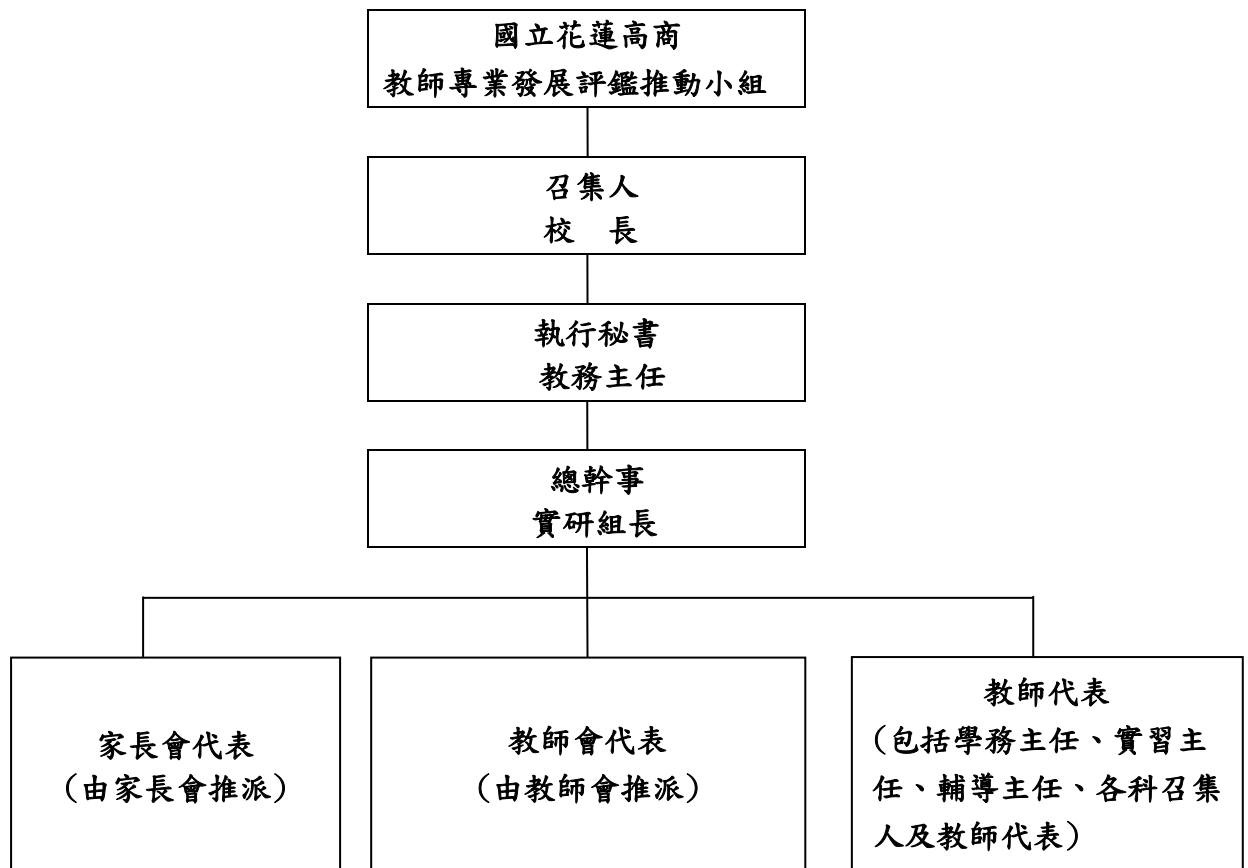 國立花蓮高商
教師專業發展評鑑推動小組
召集人
校　長
執行秘書
教務主任
總幹事
實研組長
家長會代表
（由家長會推派）
教師會代表
（由教師會推派）
教師代表
（包括學務主任、實習主
任、輔導主任、各科召集
人及教師代表）